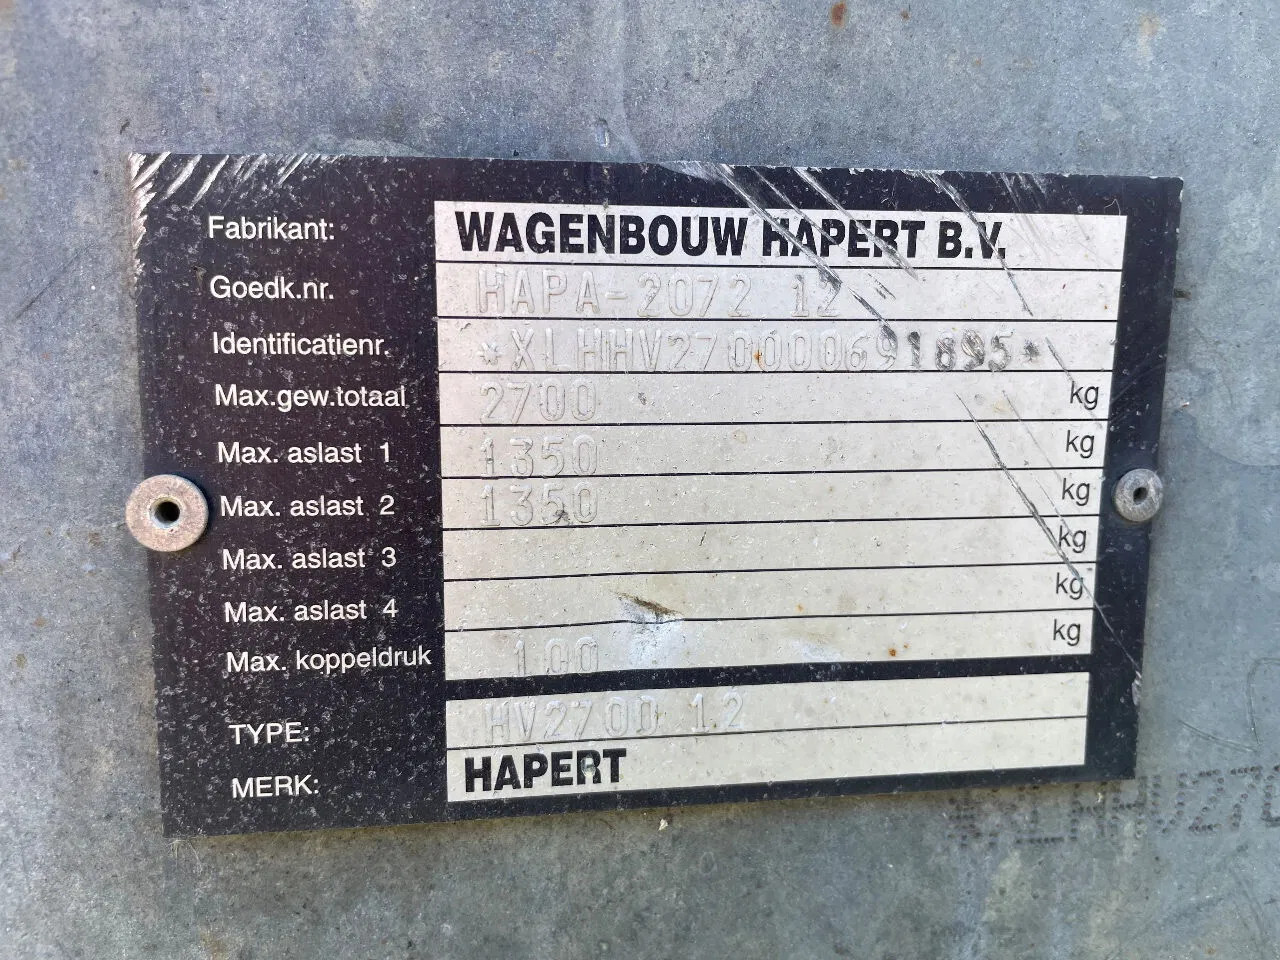 Fabrikant: WAGENBOUW HAPERT B.V.
Goedk.nr. HAPA-2072 12
Identificatienr. *XLHHV270000691895*
Max.gew.totaal 2700 kg
Max. aslast 1 1350 kg
Max. aslast 2 1350 kg
Max. aslast 3 kg
Max. aslast 4 kg
Max. koppeldruk 100 kg
TYPE: HV2700 12
MERK: HAPERT